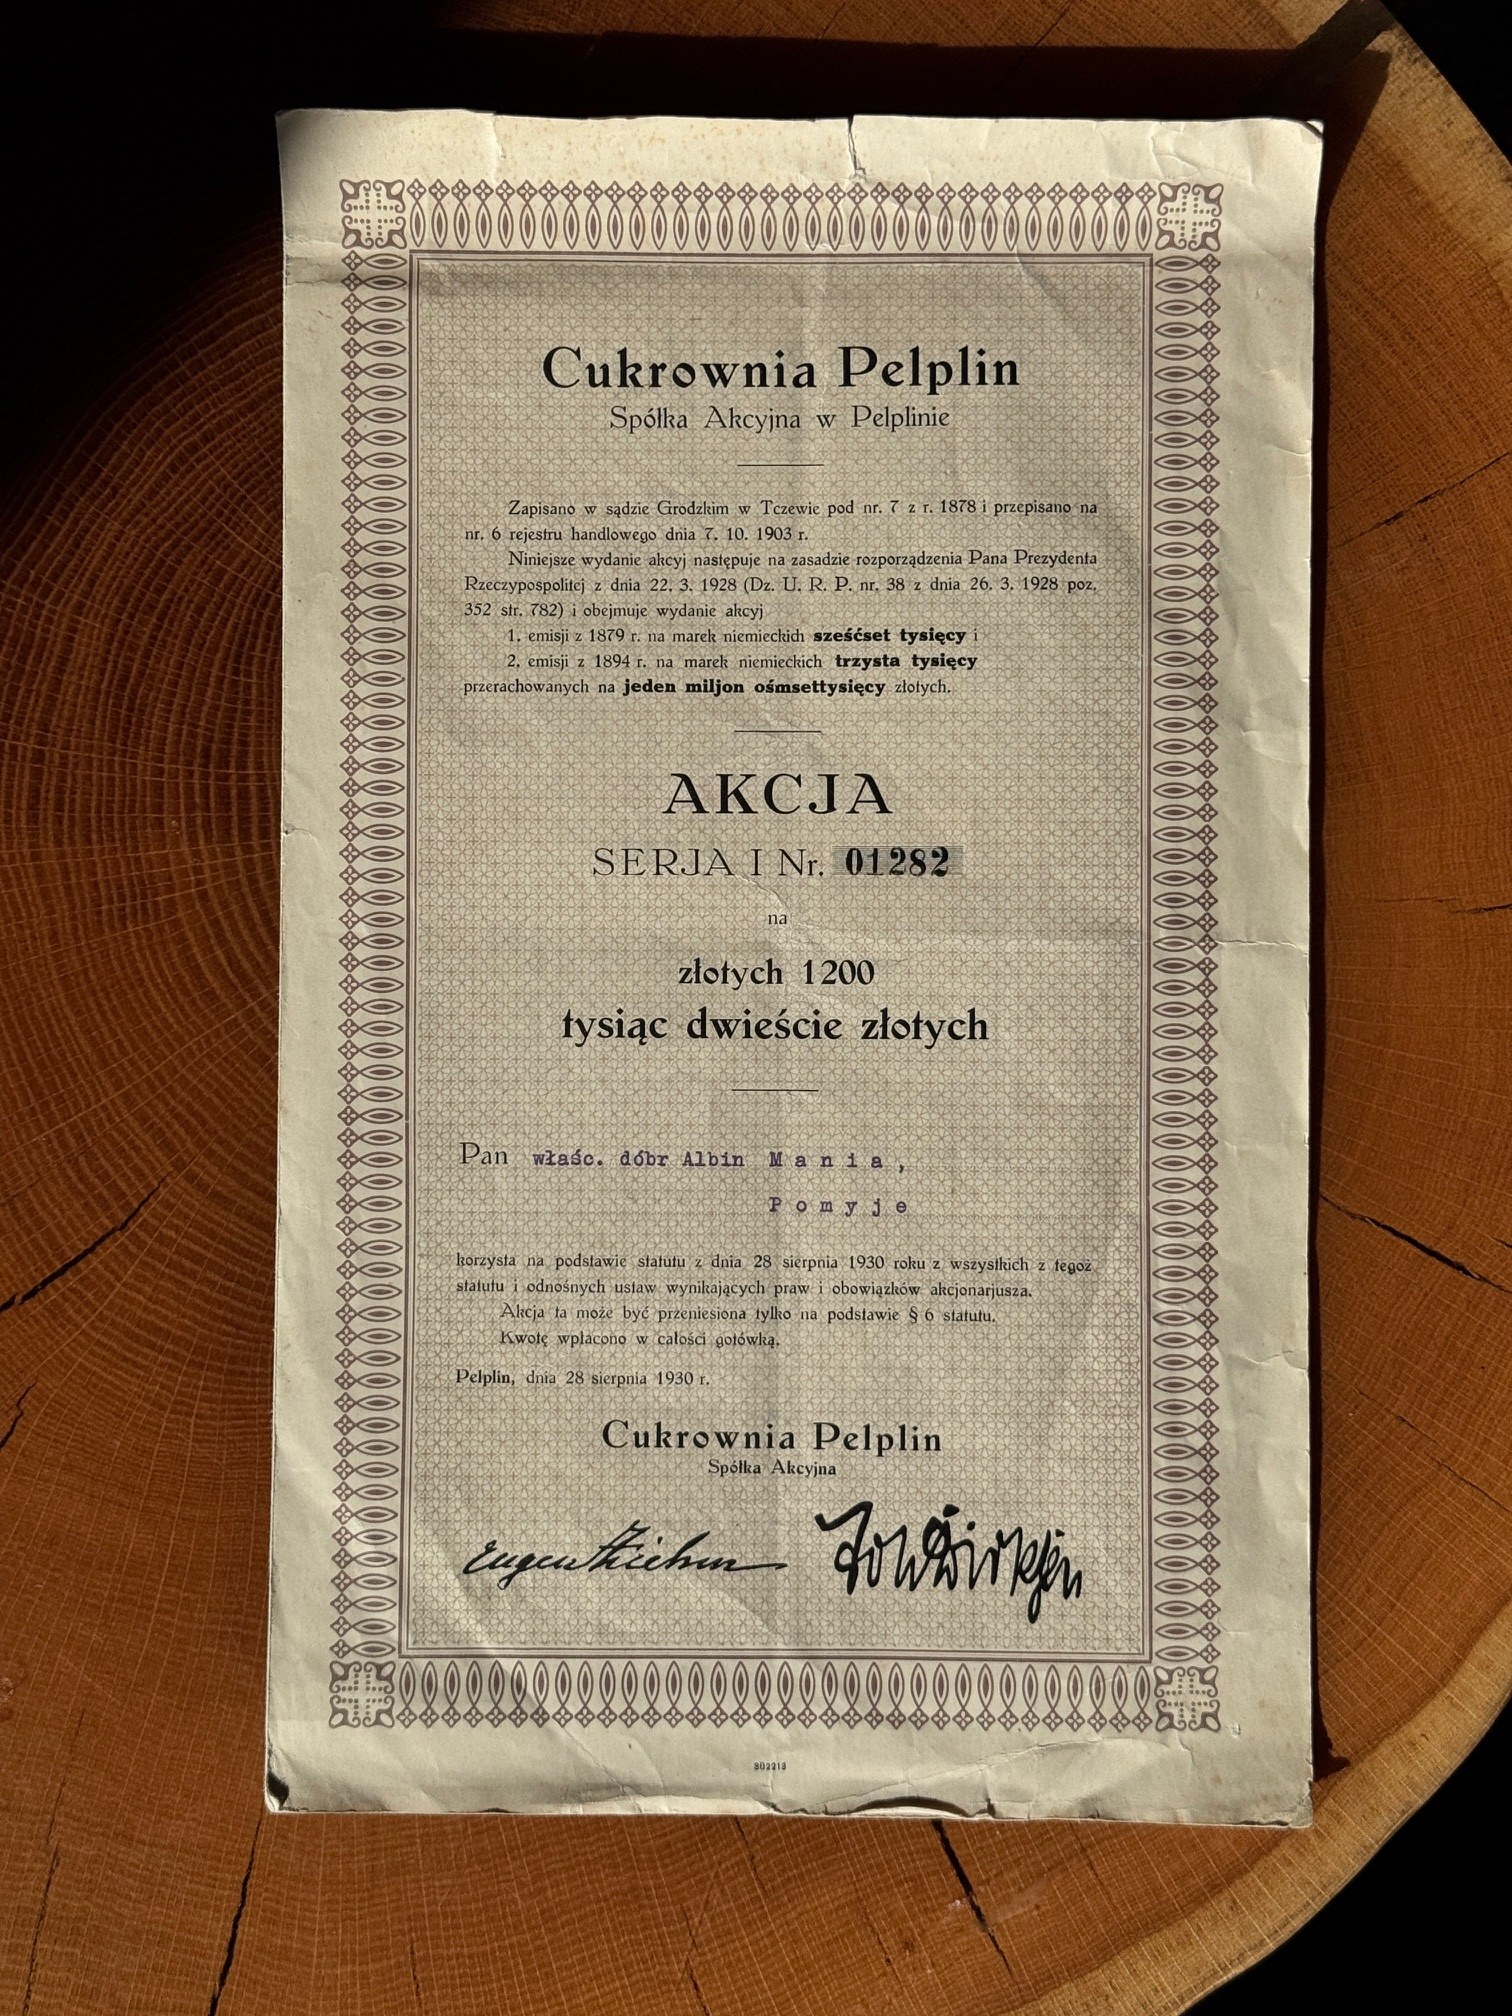 Cukrownia Pelplin
Spółka Akcyjna w Pelplinie
Zapisano w sądzie Grodzkim w Tczewie pod nr. 7 z r. 1878 i przepisano na
nr. 6 rejestru handlowego dnia 7. 10. 1903 r.
Niniejsze wydanie akcyj następuje na zasadzie rozporządzenia Pana Prezydenta
Rzeczypospolitej z dnia 22. 3. 1928 (Dz. U. R. P. nr. 38 z dnia 26. 3. 1928 poz.
352 str. 782) i obejmuje wydanie akcyj
1. emisji z 1879 r. na marek niemieckich sześćset tysięcy i
2. emisji z 1894 r. na marek niemieckich trzysta tysięcy
przerachowanych na jeden miljon ośmsettysięcy złotych.
AKCJA
SERJA I Nr. 01282
na
złotych 1200
tysiąc dwieście złotych
Pan właśc. dóbr Albin Mania,
Pomyje
korzysta na podstawie statutu z dnia 28 sierpnia 1930 roku z wszystkich z tegoż
statutu i odnośnych ustaw wynikających praw i obowiązków akcjonarjusza.
Akcja ta może być przeniesiona tylko na podstawie § 6 statutu.
Kwotę wpłacono w całości gotówką.
Pelplin, dnia 28 sierpnia 1930 r.
Cukrownia Pelplin
Spółka Akcyjna
Eugen
302213